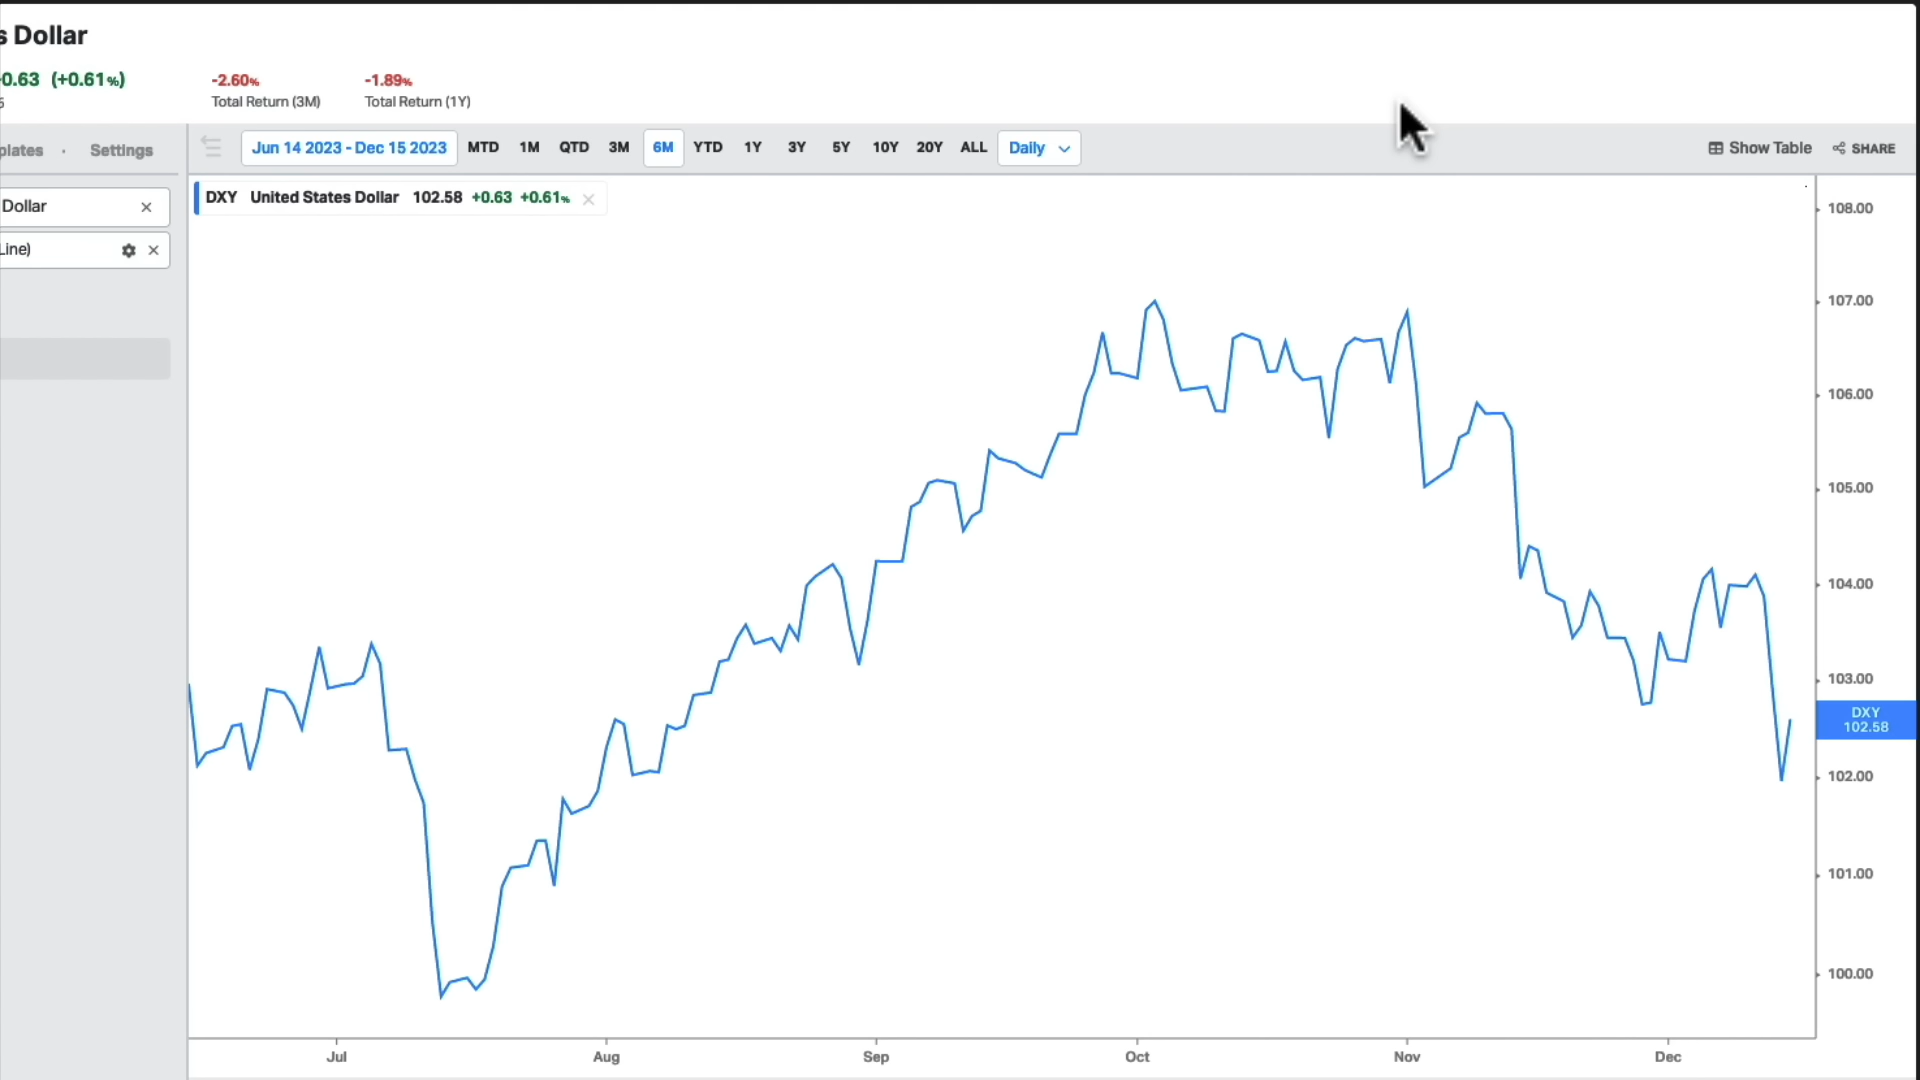 s Dollar
0.63 (+0.61%)
-2.60%
Total Return (3M)
-1.89%
Total Return (1Y)
plates · Settings
Jun 14 2023 - Dec 15 2023 MTD 1M QTD 3M 6M YTD 1Y 3Y 5Y 10Y 20Y ALL Daily Show Table SHARE
Dollar
Line)
DXY United States Dollar 102.58 +0.63 +0.61%
108.00
107.00
106.00
105.00
104.00
103.00
DXY
102.58
102.00
101.00
100.00
Jul Aug Sep Oct Nov Dec